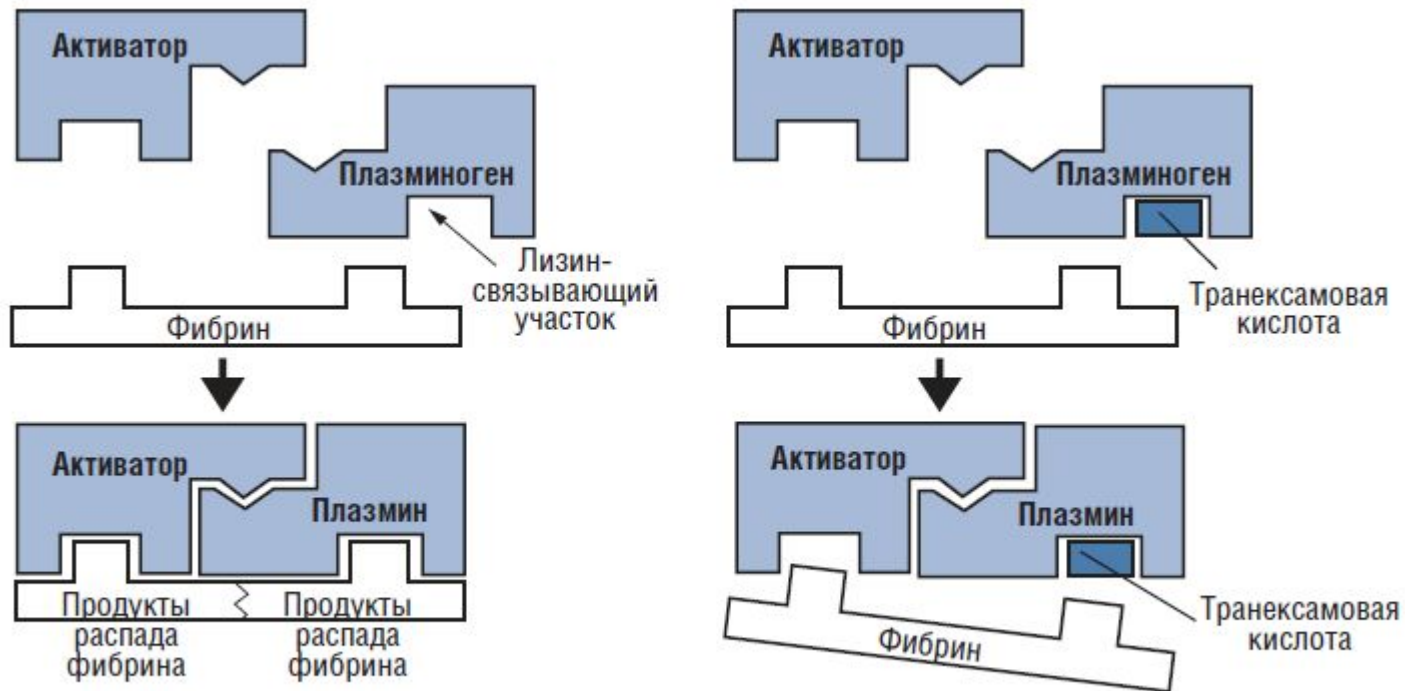 Активатор
Плазминоген
Лизин-
связывающий
участок
Фибрин
Активатор
Плазмин
Продукты
распада
фибрина
Продукты
распада
фибрина
Активатор
Плазминоген
Транексамовая
кислота
Фибрин
Активатор
Плазмин
Транексамовая
кислота
Фибрин